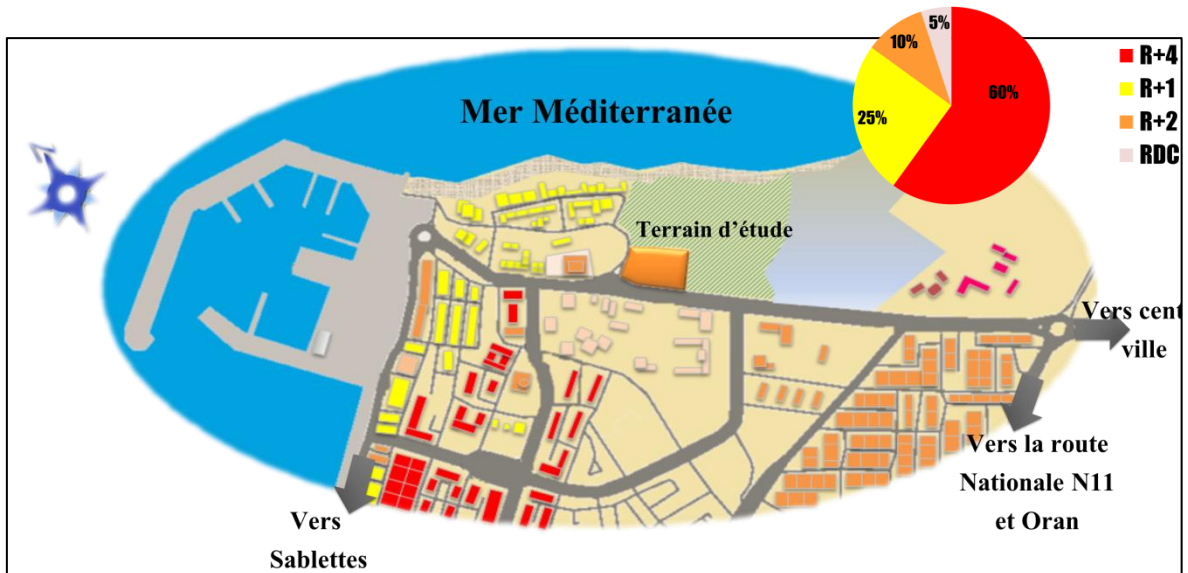 5%
10%
60%
25%
R+4
R+1
R+2
RDC
Mer Méditerranée
Terrain d'étude
Vers cent
ville
Vers la route
Nationale N11
et Oran
Vers
Sablettes